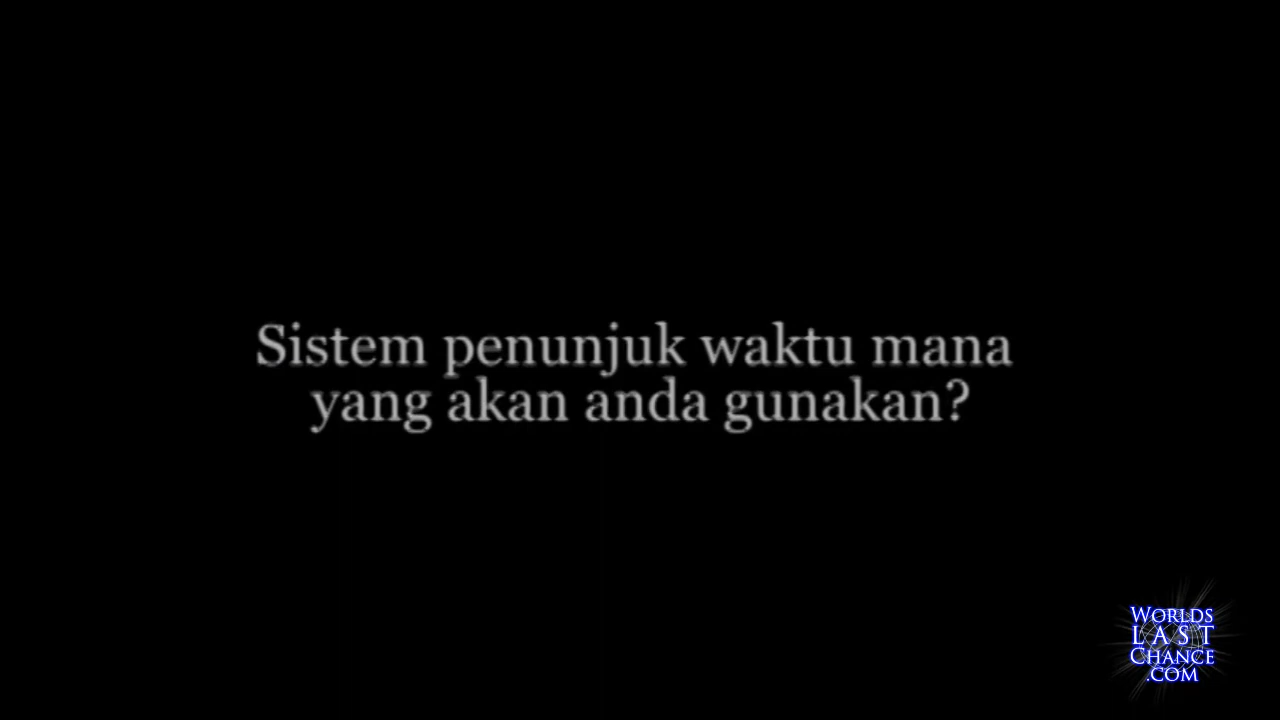 Sistem penunjuk waktu mana
yang akan anda gunakan?
WORLDS
LAST
CHANCE
.COM